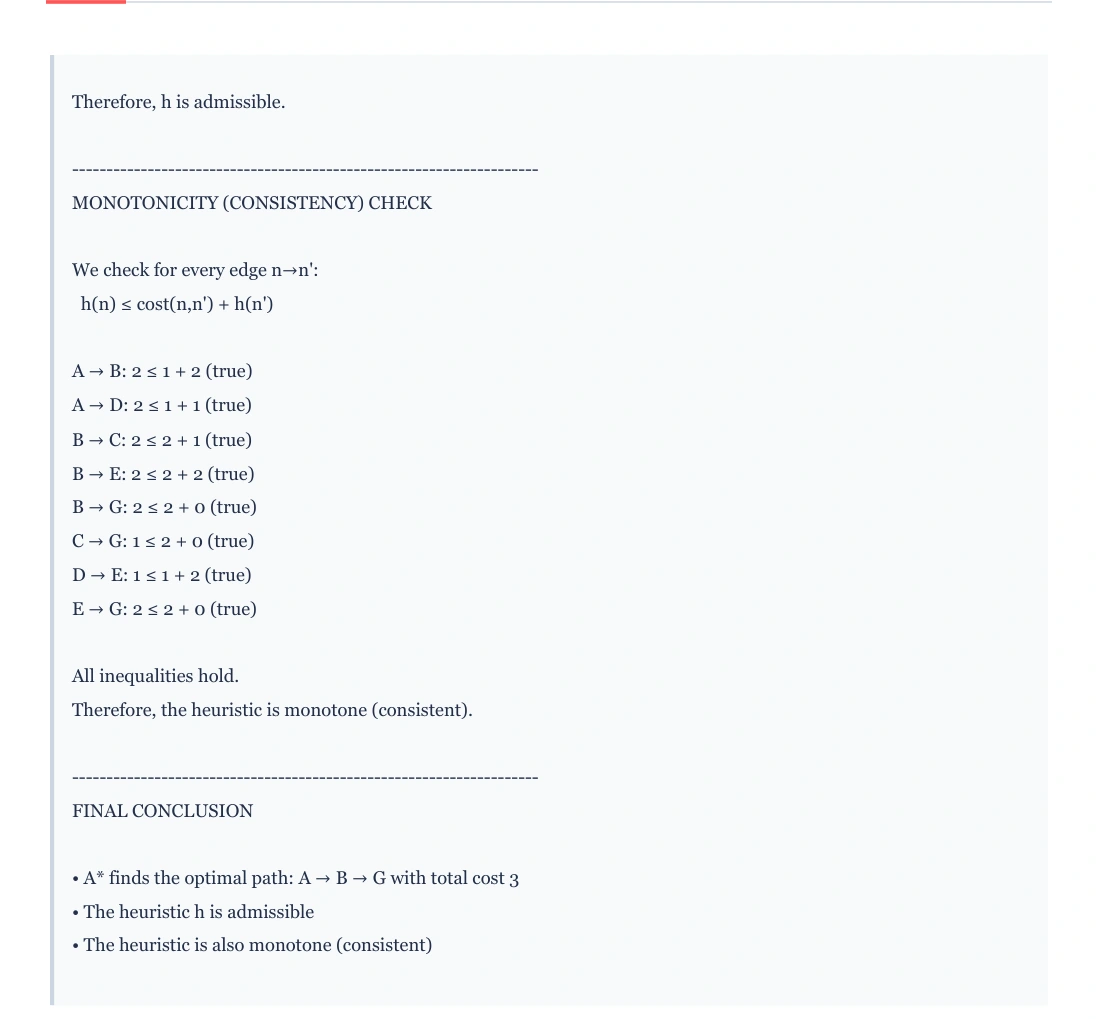 Therefore, h is admissible.
--------------------------------------------------------------------
MONOTONICITY (CONSISTENCY) CHECK
We check for every edge n→n':
h(n) ≤ cost(n,n') + h(n')
A → B: 2 ≤ 1 + 2 (true)
A → D: 2 ≤ 1 + 1 (true)
B → C: 2 ≤ 2 + 1 (true)
B → E: 2 ≤ 2 + 2 (true)
B → G: 2 ≤ 2 + 0 (true)
C → G: 1 ≤ 2 + 0 (true)
D → E: 1 ≤ 1 + 2 (true)
E → G: 2 ≤ 2 + 0 (true)
All inequalities hold.
Therefore, the heuristic is monotone (consistent).
--------------------------------------------------------------------
FINAL CONCLUSION
• A* finds the optimal path: A → B → G with total cost 3
• The heuristic h is admissible
• The heuristic is also monotone (consistent)